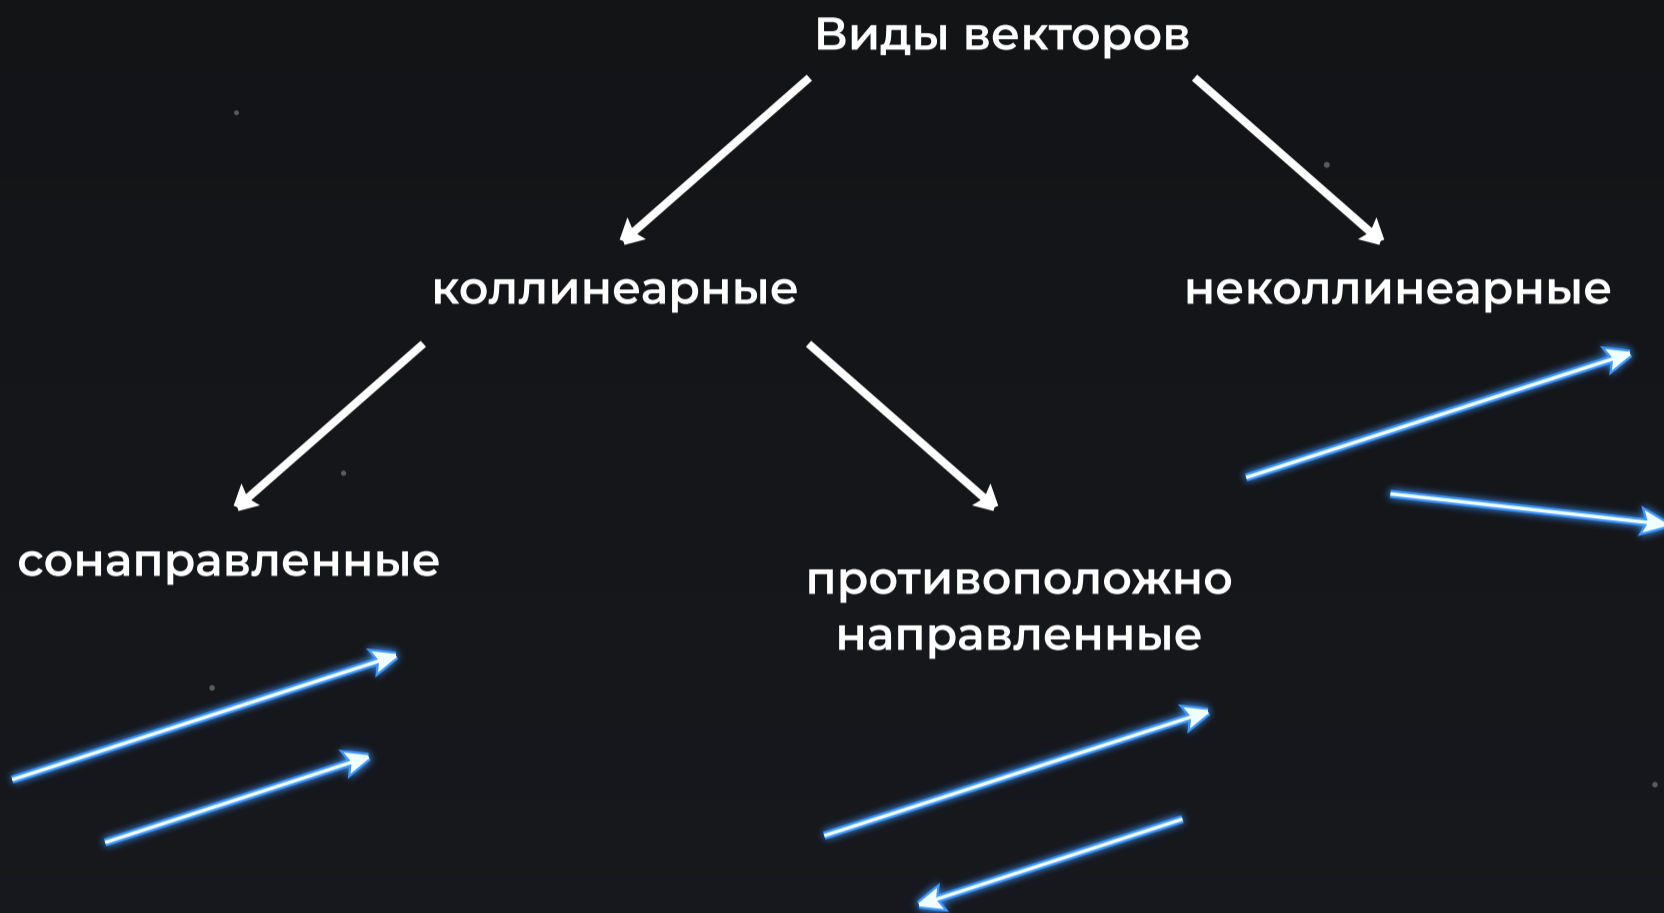 Виды векторов
коллинеарные
неколлинеарные
сонаправленные
противоположно
направленные